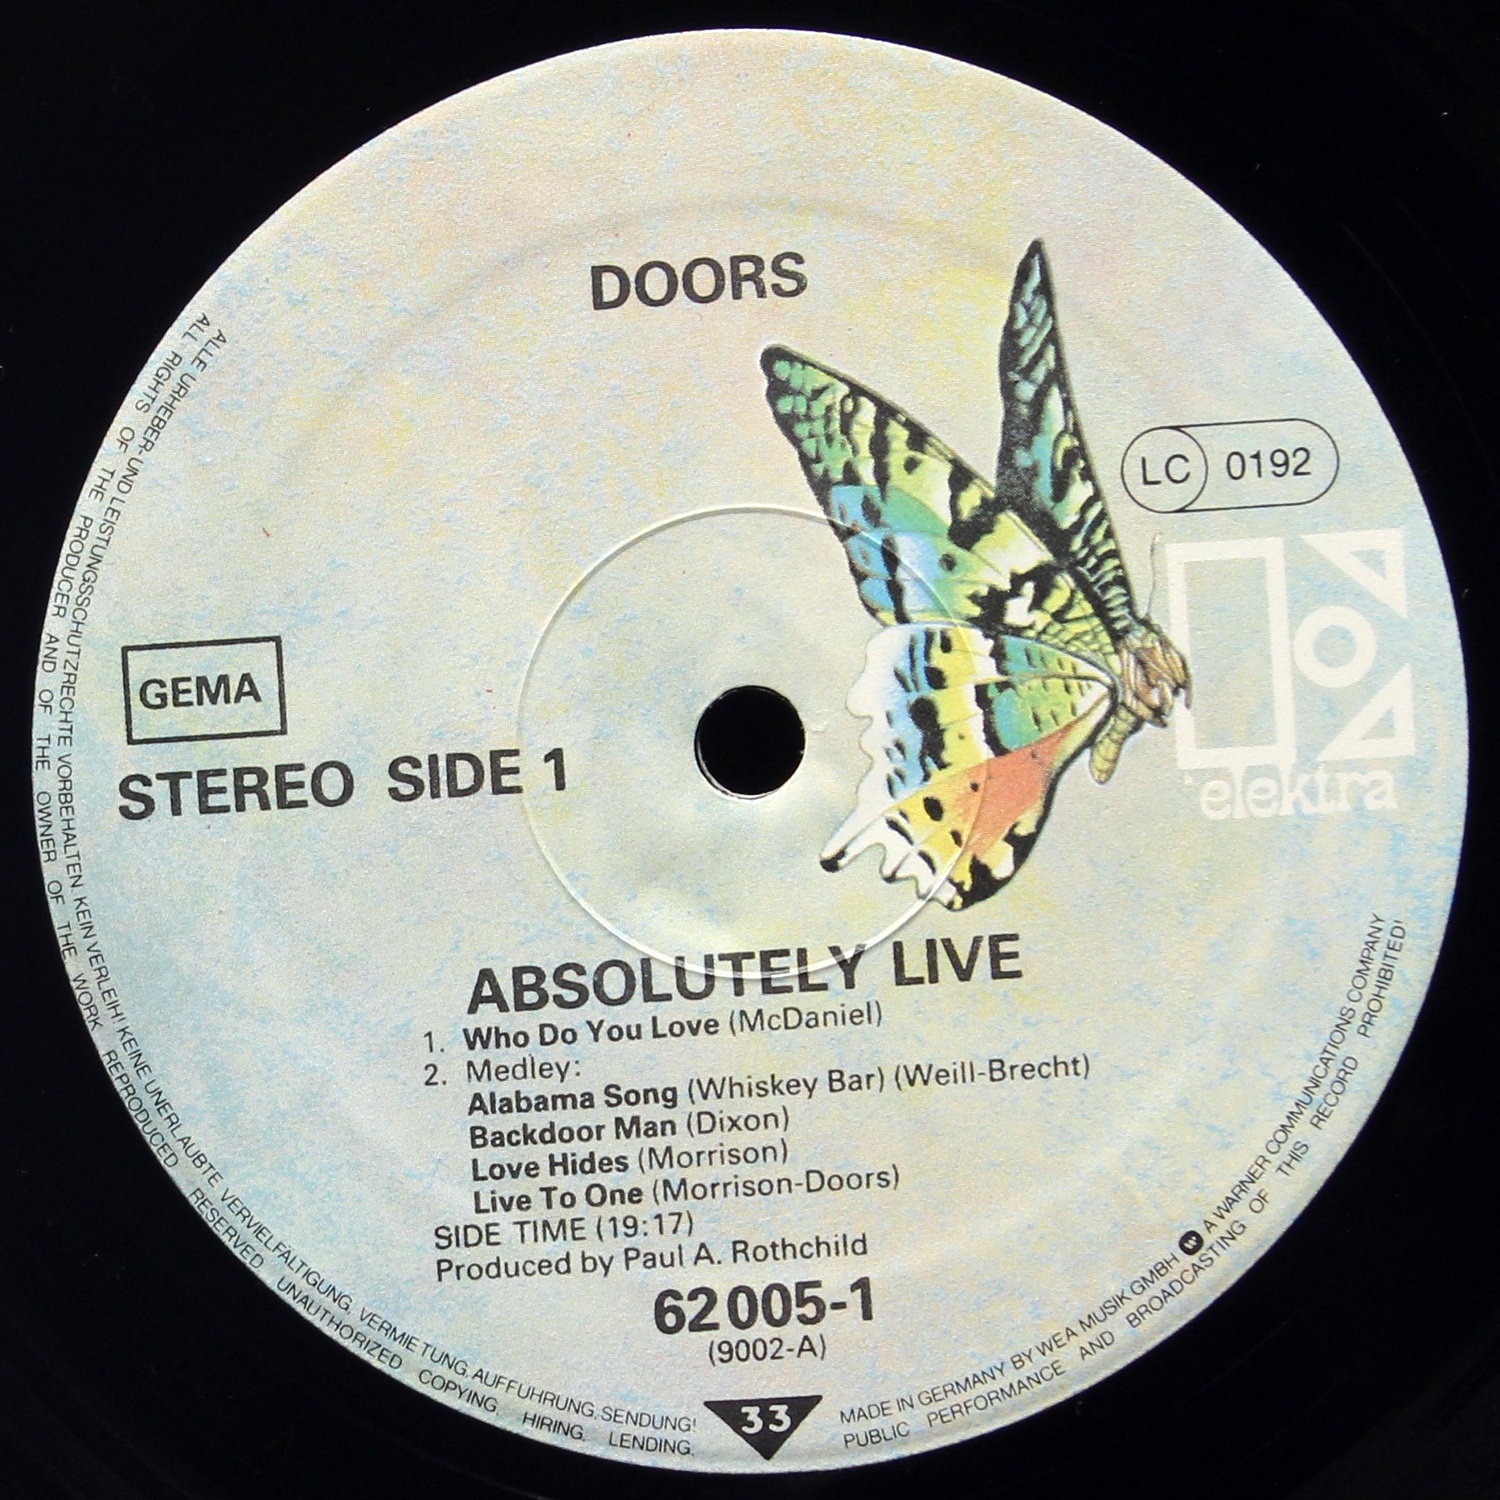 DOORS
LC 0192
elektra
GEMA
STEREO SIDE 1
ABSOLUTELY LIVE
1. Who Do You Love (McDaniel)
2. Medley:
Alabama Song (Whiskey Bar) (Weill-Brecht)
Backdoor Man (Dixon)
Love Hides (Morrison)
Live To One (Morrison-Doors)
SIDE TIME (19:17)
Produced by Paul A. Rothchild
62 005-1
(9002-A)
33
ALLE URHEBER- UND LEISTUNGSSCHUTZRECHTE VORBEHALTEN. KEIN VERLEIH! KEINE UNERLAUBTE VERVIELFÄLTIGUNG, VERMIETUNG, AUFFÜHRUNG, SENDUNG!
ALL RIGHTS OF THE PRODUCER AND OF THE OWNER OF THE WORK REPRODUCED RESERVED UNAUTHORIZED COPYING, HIRING, LENDING,
MADE IN GERMANY BY WEA MUSIK GMBH W A WARNER COMMUNICATIONS COMPANY
PUBLIC PERFORMANCE AND BROADCASTING OF THIS RECORD PROHIBITED!